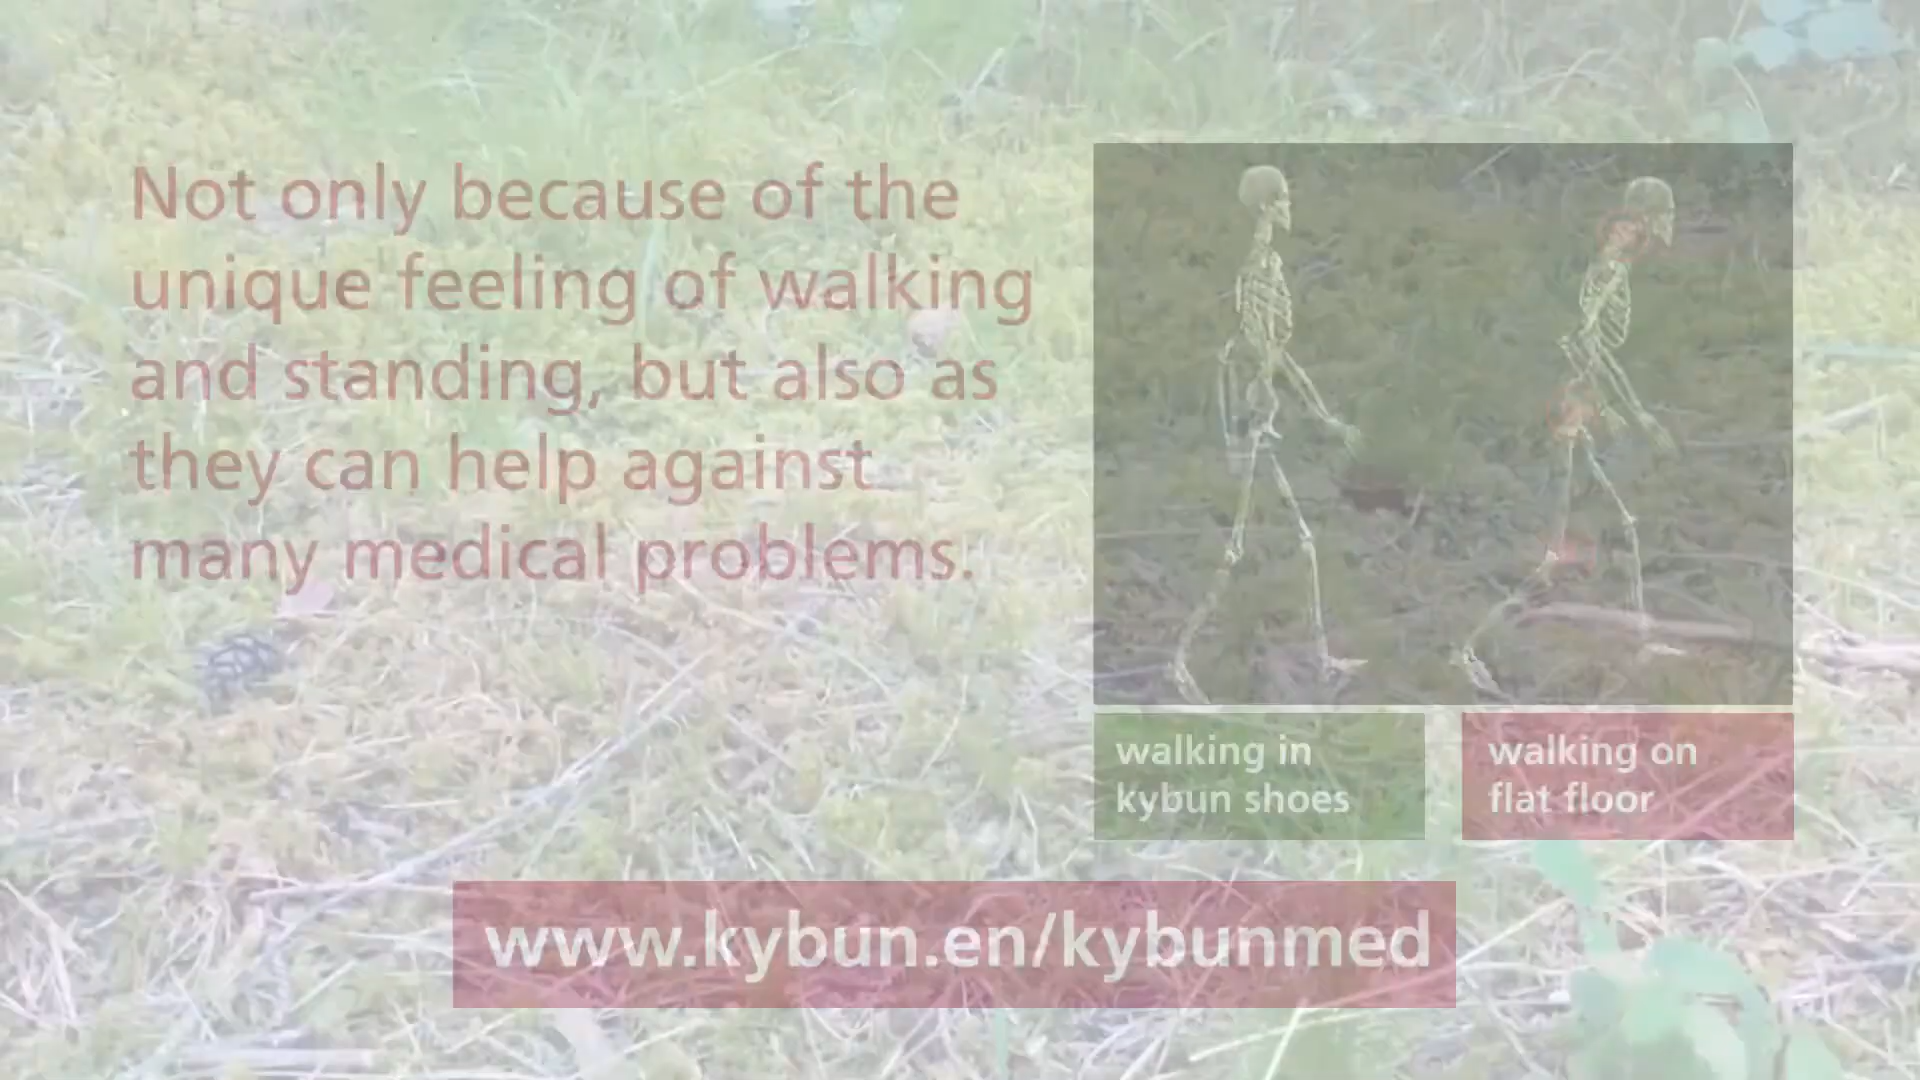 Not only because of the
unique feeling of walking
and standing, but also as
they can help against
many medical problems.
walking in
kybun shoes
walking on
flat floor
www.kybun.en/kybunmed